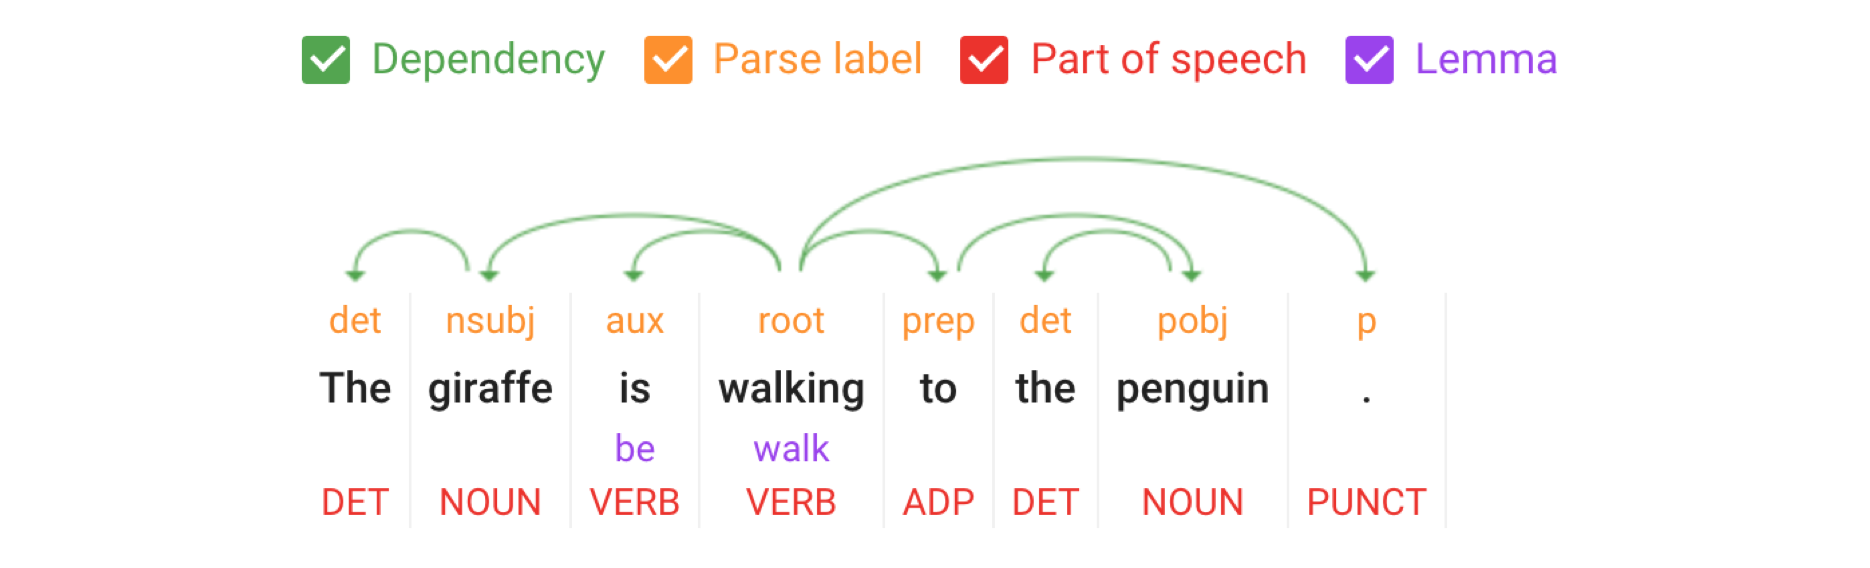 Dependency Parse label Part of speech Lemma
det nsubj aux root prep det pobj p
The giraffe is walking to the penguin .
be walk
DET NOUN VERB VERB ADP DET NOUN PUNCT